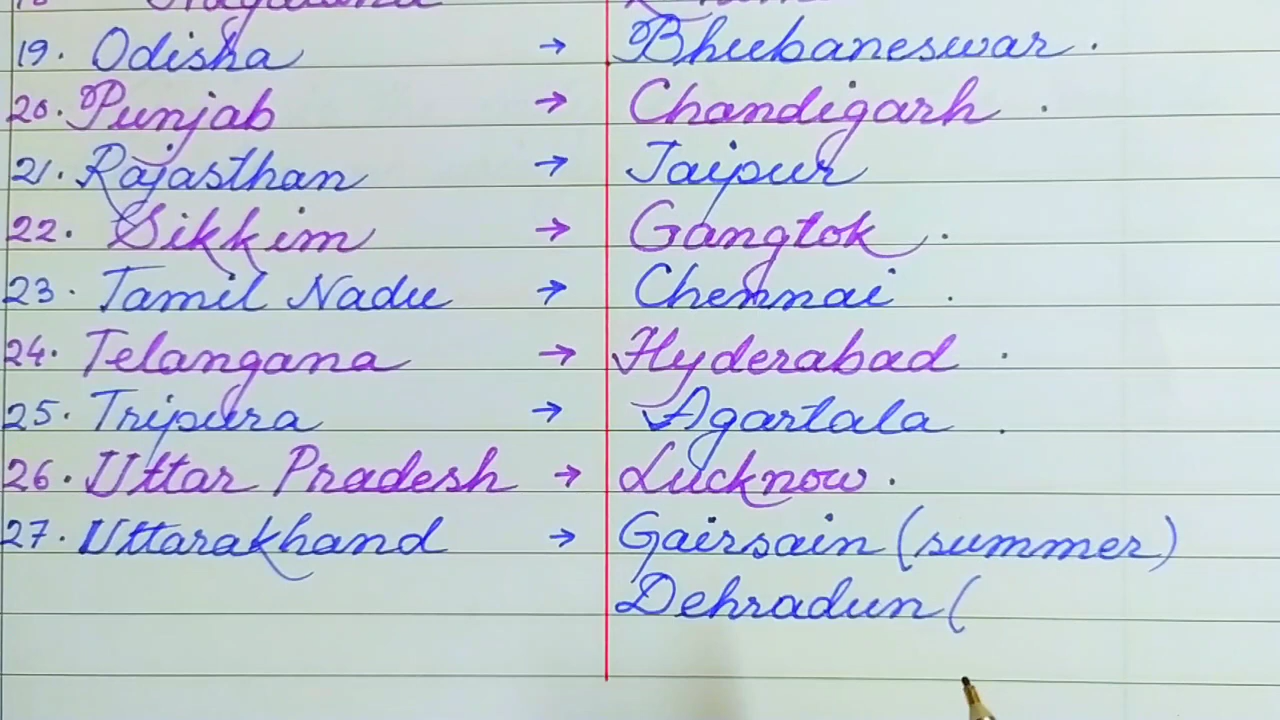 19. Odisha → Bhubaneswar.
20. Punjab → Chandigarh.
21. Rajasthan → Jaipur
22. Sikkim → Gangtok.
23. Tamil Nadu → Chennai.
24. Telangana → Hyderabad.
25. Tripura → Agartala.
26. Uttar Pradesh → Lucknow.
27. Uttarakhand → Gairsain (summer)
Dehradun (